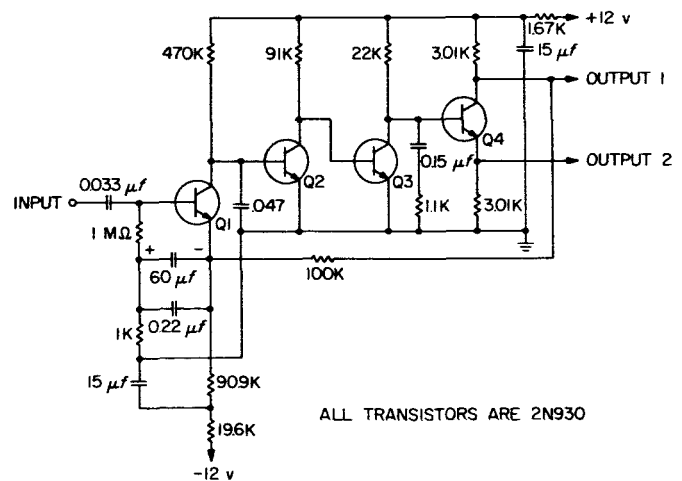 +12 v
1.67K
470K
91K
22K
3.01K
15 μf
OUTPUT 1
Q4
Q2
Q3
0.15 μf
OUTPUT 2
0.033 μf
INPUT
Q1
.047
1.1K
3.01K
1 MΩ
+
-
60 μf
100K
0.22 μf
1K
15 μf
90.9K
ALL TRANSISTORS ARE 2N930
19.6K
-12 v